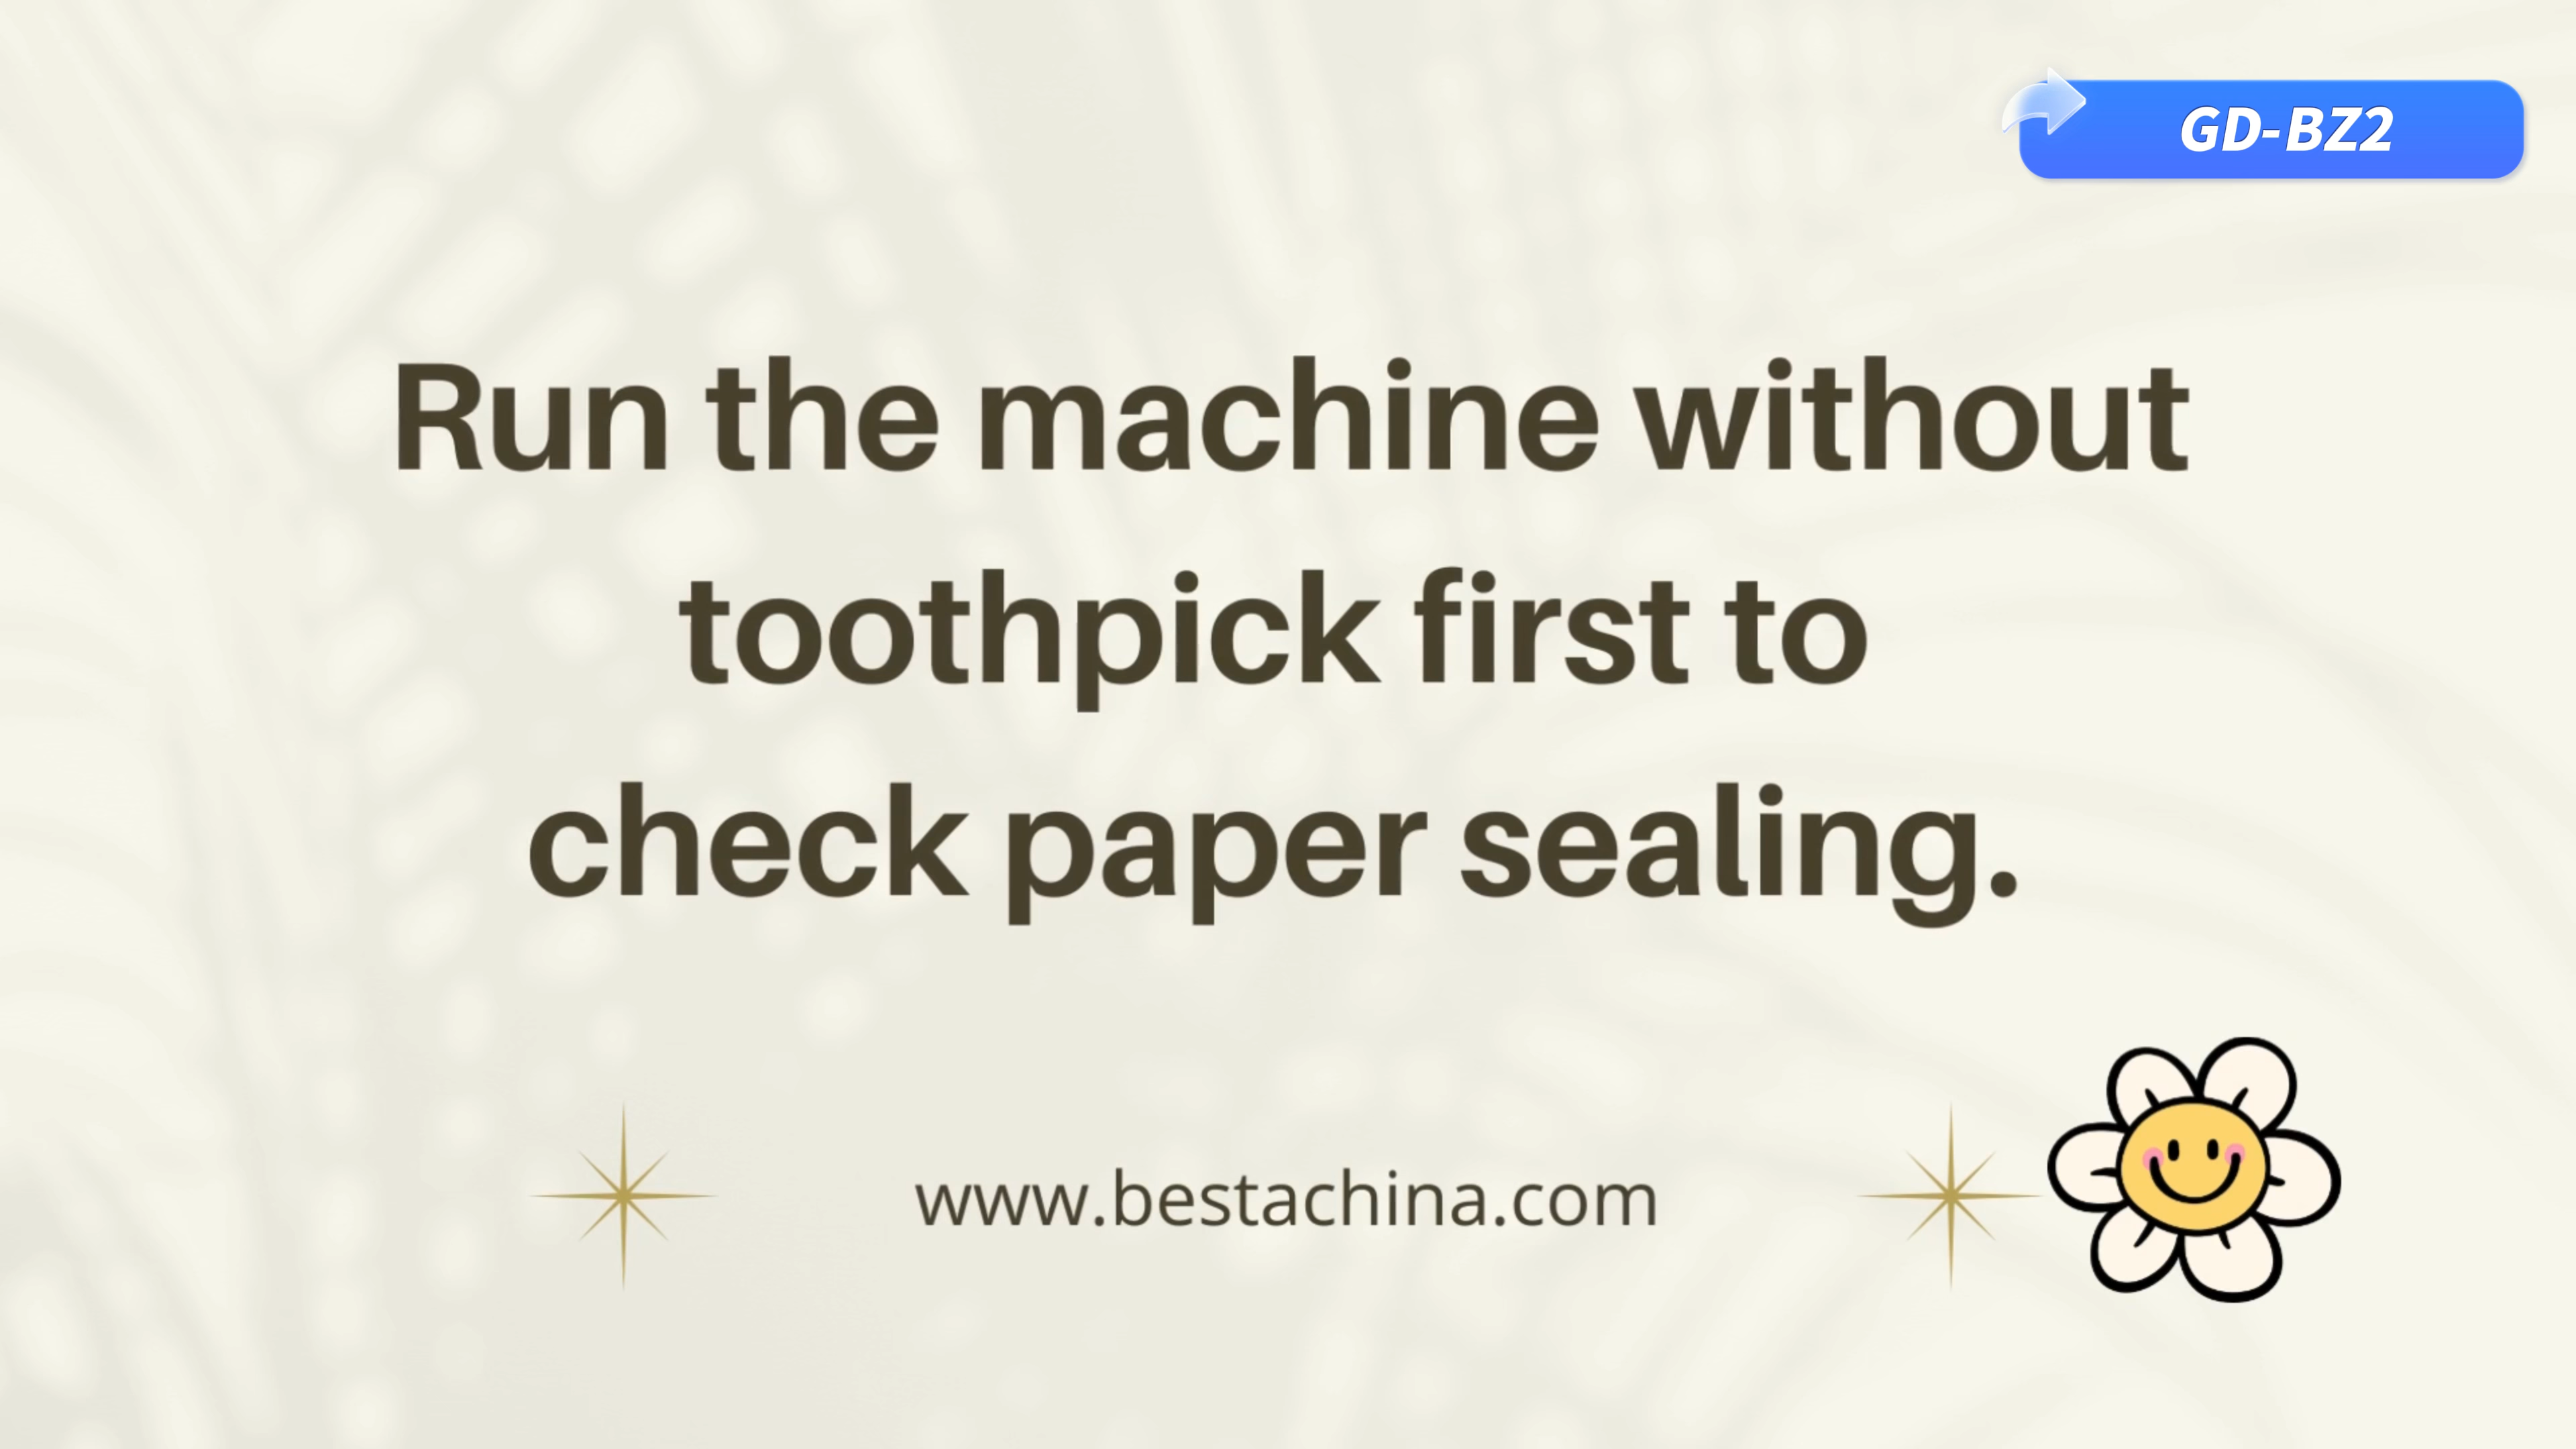 GD-BZ2
Run the machine without
toothpick first to
check paper sealing.
www.bestachina.com